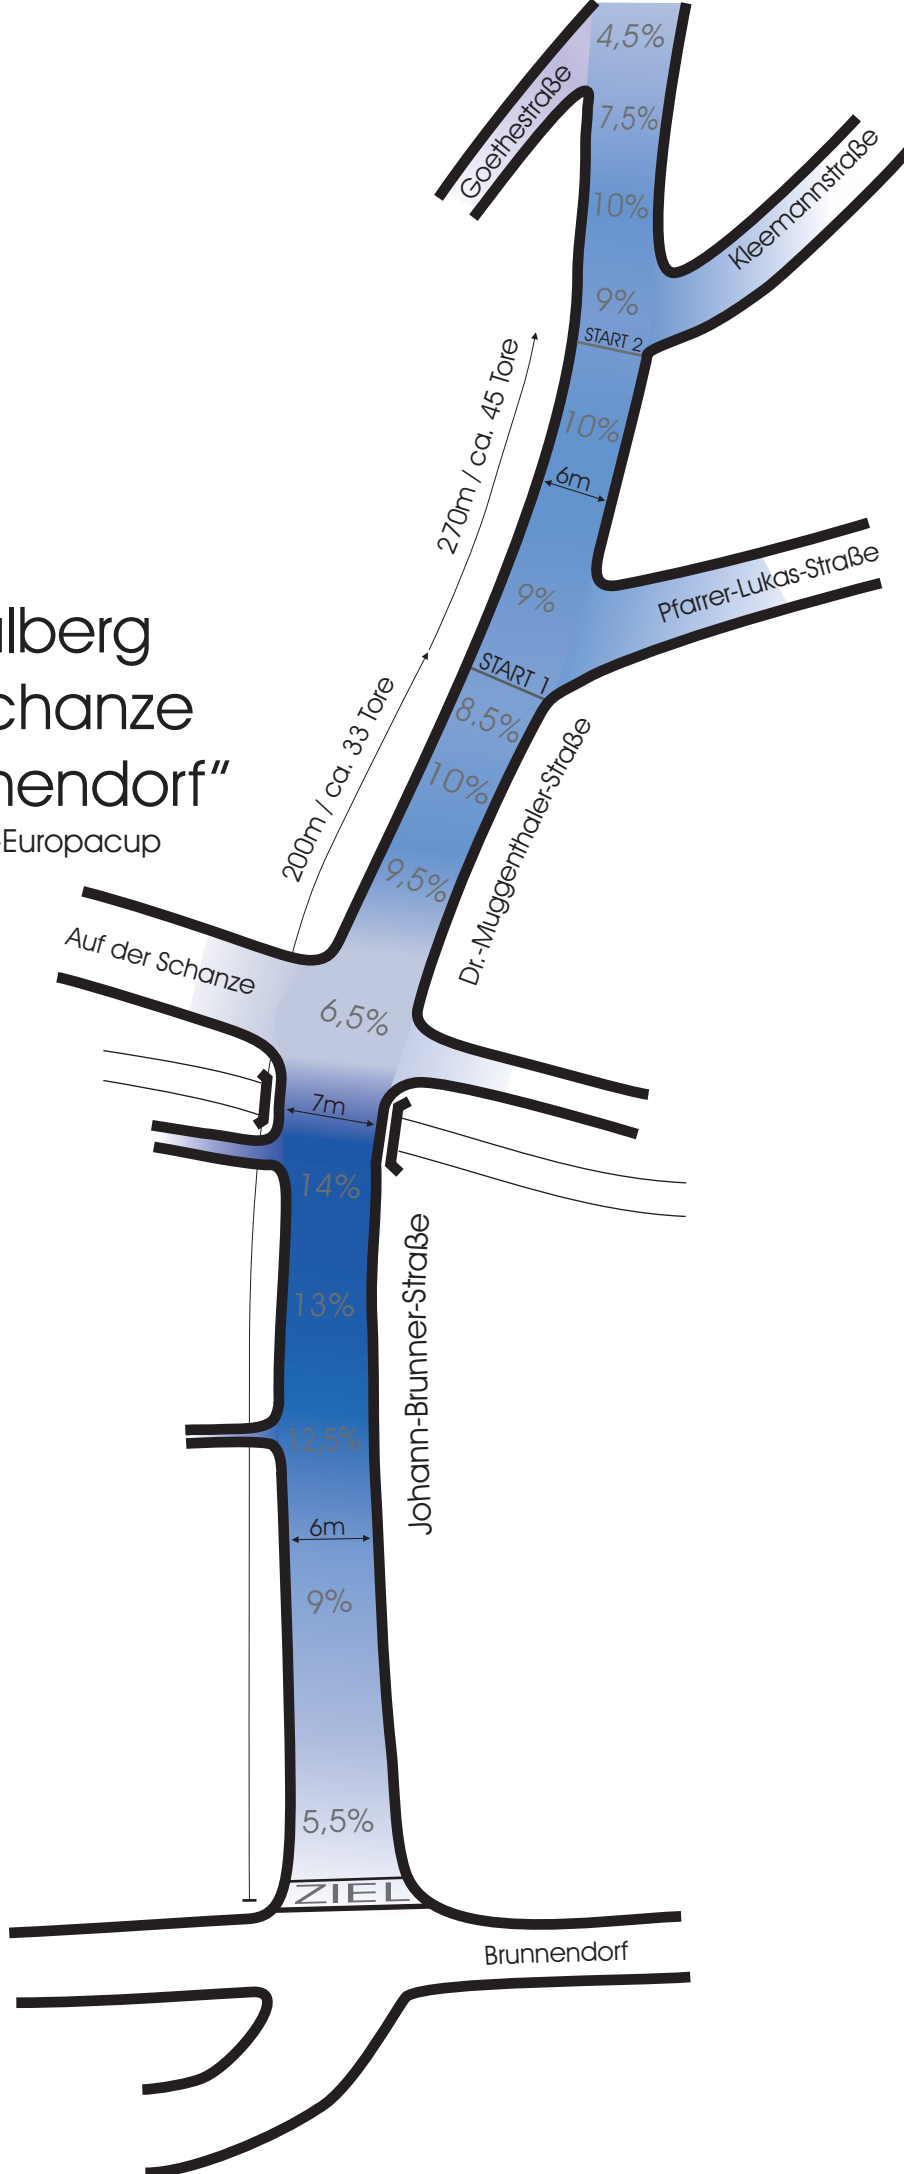 4,5%
Goethestraße
7,5%
Kleemannstraße
10%
9%
START 2
270m / ca. 45 Tore
10%
6m
Pfarrer-Lukas-Straße
9%
lberg
chanze
endorf“
Europacup
START 1
8.5%
200m / ca. 33 Tore
10%
Dr.-Muggenthaler-Straße
9,5%
Auf der Schanze
6,5%
7m
14%
13%
Johann-Brunner-Straße
12,5%
6m
9%
5,5%
ZIEL
Brunnendorf